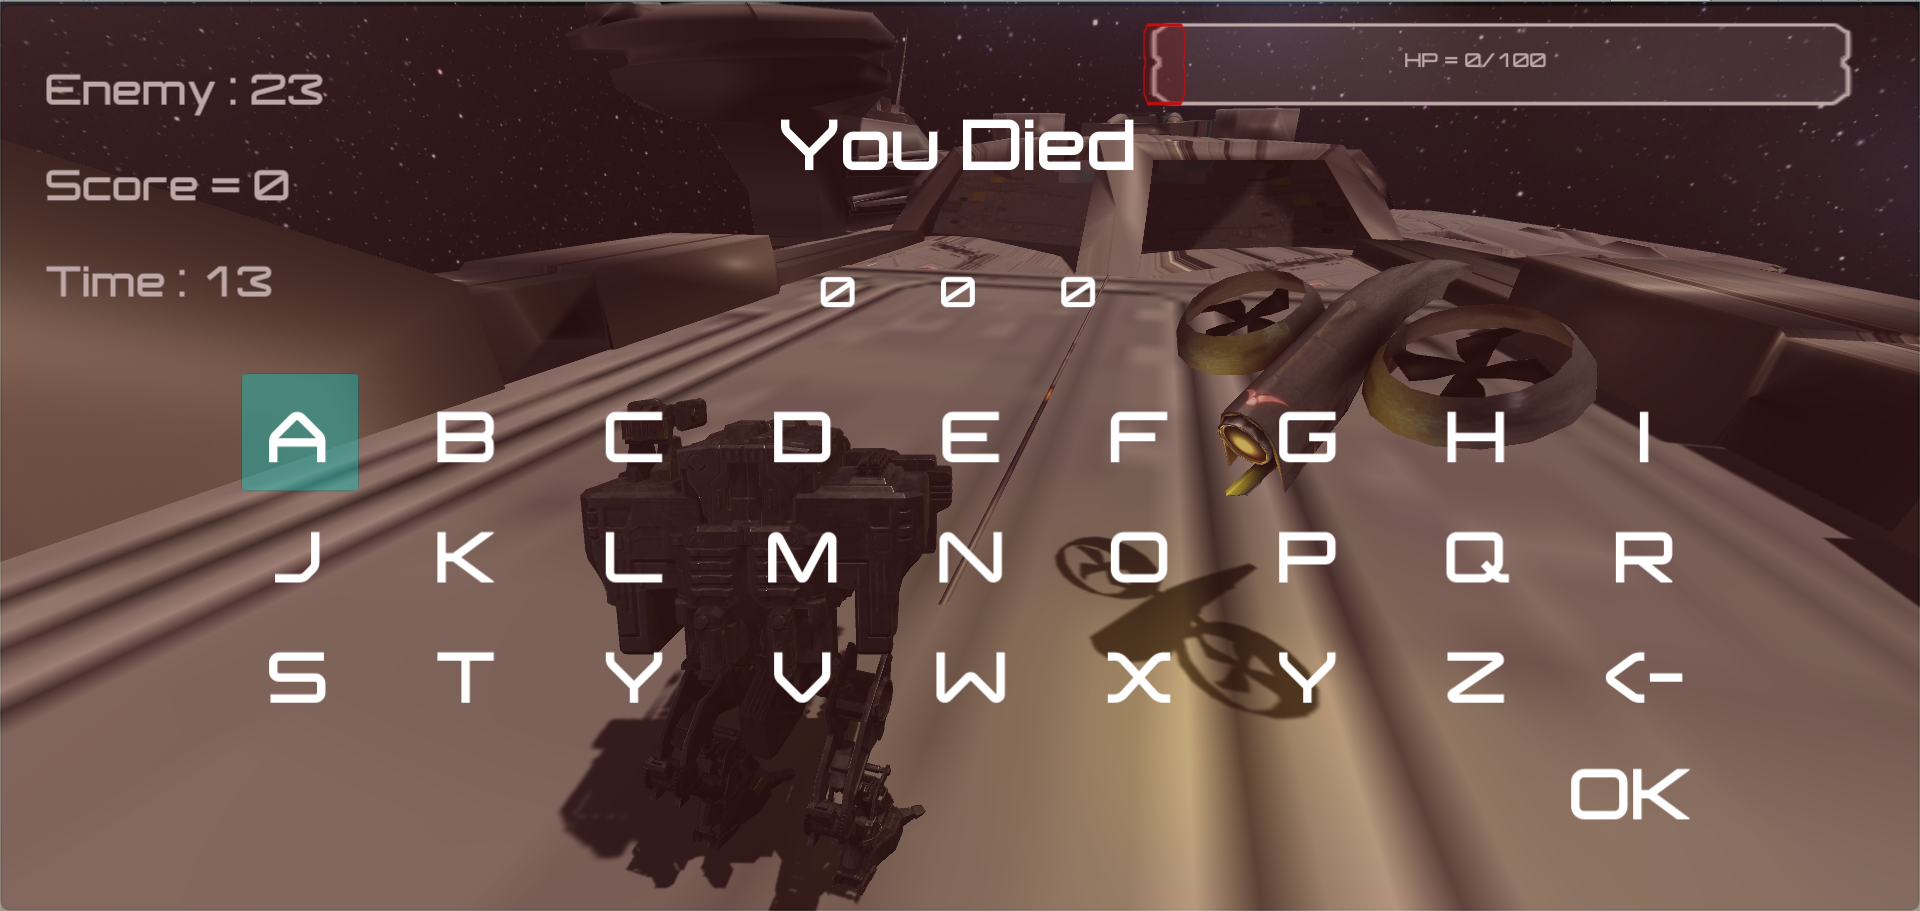 Enemy : 23
HP = 0/100
You Died
Score = 0
Time : 13
0 0 0
A B C D E F G H I
J K L M N O P Q R
S T Y V W X Y Z <-
OK